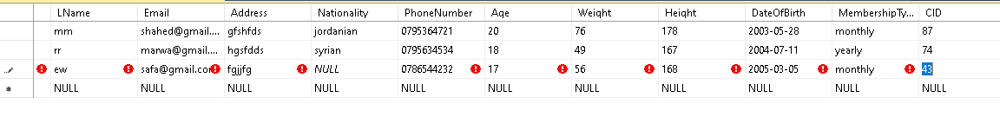 LName Email Address Nationality PhoneNumber Age Weight Height DateOfBirth MembershipTy... CID
mm shahed@gmail.... gfshfds jordanian 0795364721 20 76 178 2003-05-28 monthly 87
rr marwa@gmail.... hgsfdds syrian 0795634534 18 49 167 2004-07-11 yearly 74
ew safa@gmail.com fgjjfg NULL 0786544232 17 56 168 2005-03-05 monthly 43
NULL NULL NULL NULL NULL NULL NULL NULL NULL NULL NULL